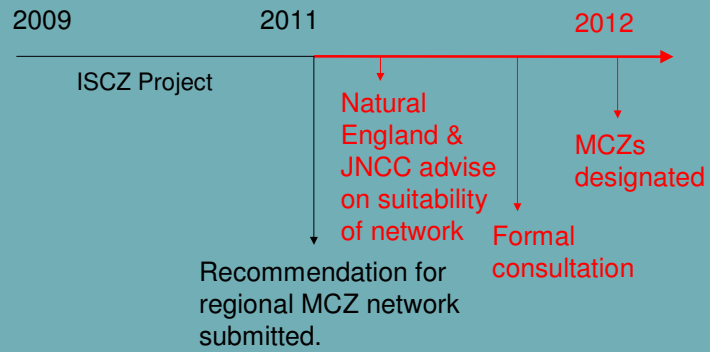 2009
2011
2012
ISCZ Project
Natural
England &
JNCC advise
on suitability
of network
MCZs
designated
Formal
consultation
Recommendation for
regional MCZ network
submitted.